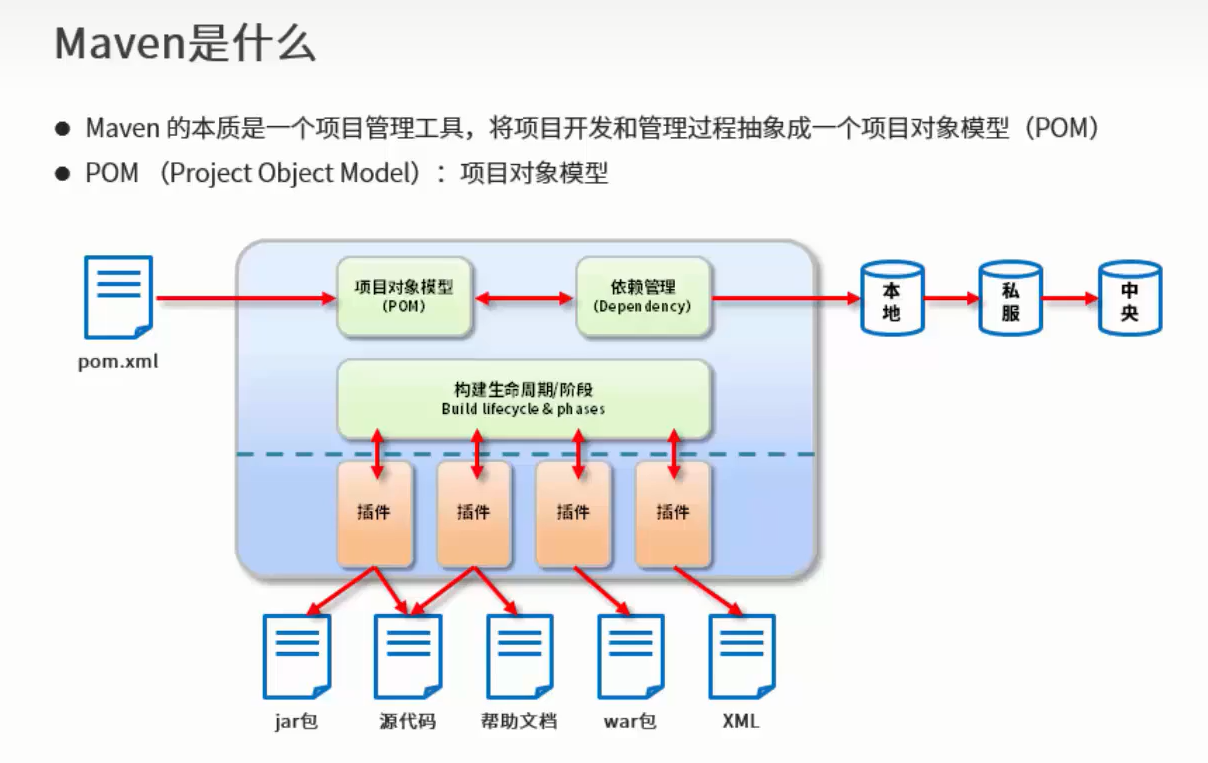 Maven是什么
● Maven 的本质是一个项目管理工具，将项目开发和管理过程抽象成一个项目对象模型（POM）
● POM （Project Object Model）：项目对象模型
项目对象模型
(POM)
依赖管理
(Dependency)
本
地
私
服
中
央
pom.xml
构建生命周期/阶段
Build lifecycle & phases
插件
插件
插件
插件
jar包
源代码
帮助文档
war包
XML